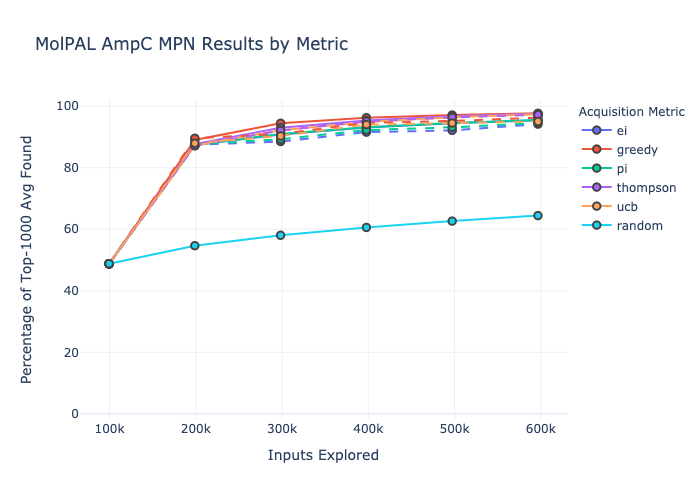 MolPAL AmpC MPN Results by Metric
Percentage of Top-1000 Avg Found
100
80
60
40
20
0
100k 200k 300k 400k 500k 600k
Inputs Explored
Acquisition Metric
ei
greedy
pi
thompson
ucb
random